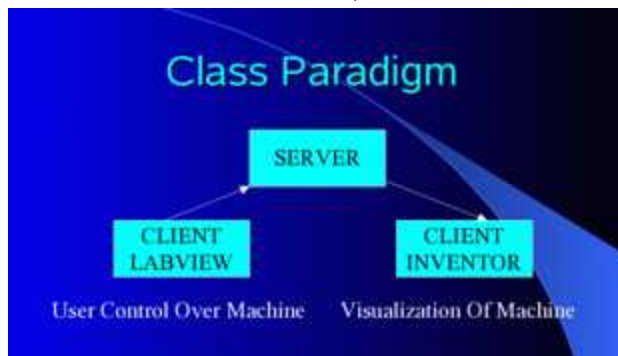 Class Paradigm
SERVER
CLIENT
LABVIEW
CLIENT
INVENTOR
User Control Over Machine
Visualization Of Machine